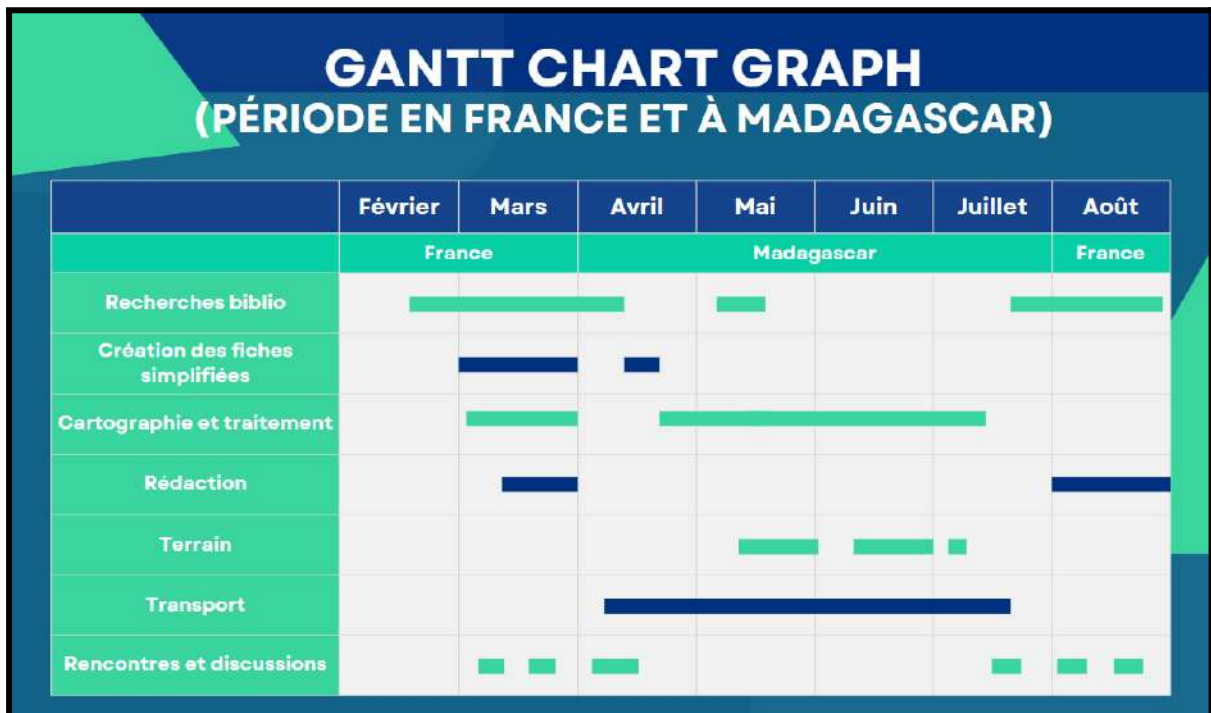 GANTT CHART GRAPH
(PÉRIODE EN FRANCE ET À MADAGASCAR)
Février Mars Avril Mai Juin Juillet Août
France Madagascar France
Recherches biblio
Création des fiches
simplifiées
Cartographie et traitement
Rédaction
Terrain
Transport
Rencontres et discussions